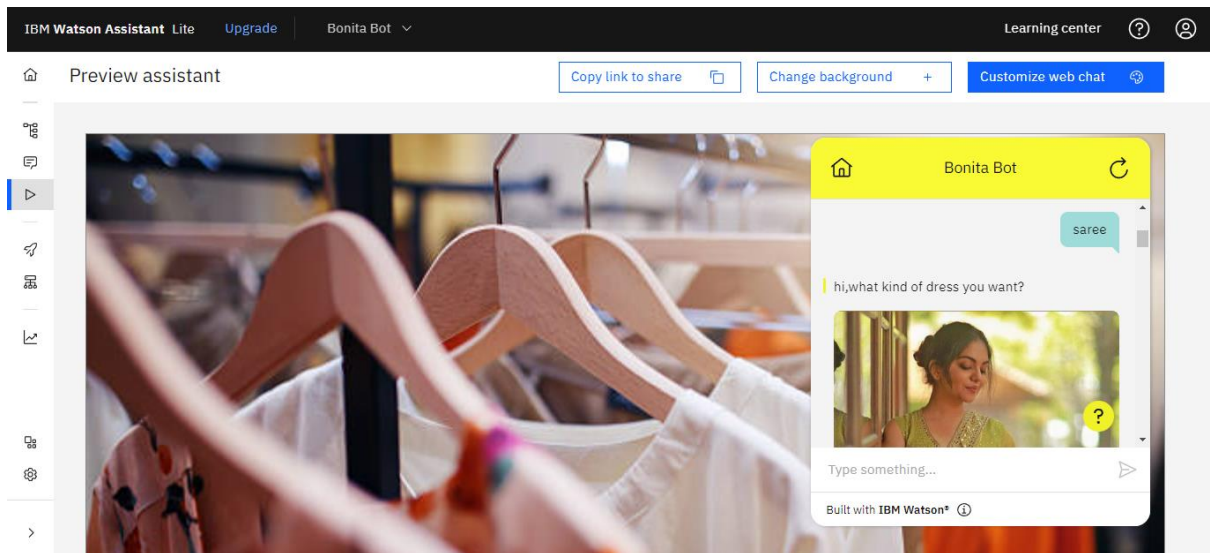 IBM Watson Assistant Lite Upgrade Bonita Bot Learning center
Preview assistant Copy link to share Change background + Customize web chat
Bonita Bot
saree
hi,what kind of dress you want?
?
Type something...
Built with IBM Watson®